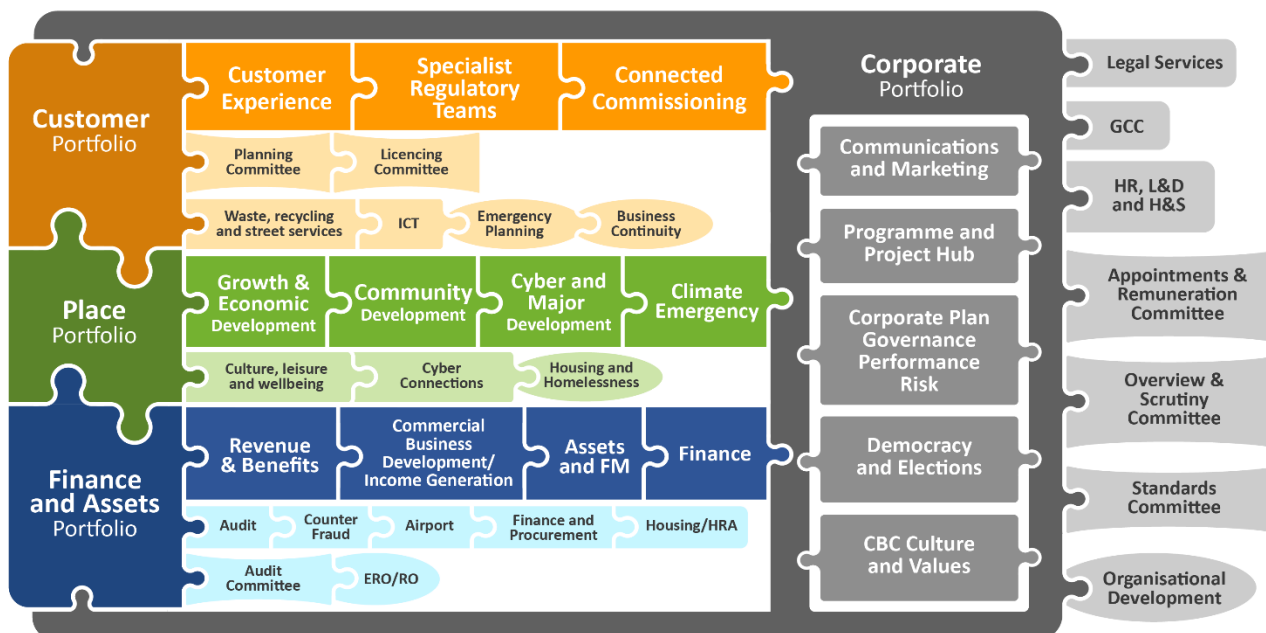 Customer
Portfolio
Customer
Experience
Specialist
Regulatory
Teams
Connected
Commissioning
Planning
Committee
Licencing
Committee
Waste, recycling
and street services
ICT
Emergency
Planning
Business
Continuity
Place
Portfolio
Growth &
Economic
Development
Community
Development
Cyber and
Major
Development
Climate
Emergency
Culture, leisure
and wellbeing
Cyber
Connections
Housing and
Homelessness
Finance
and Assets
Portfolio
Revenue
& Benefits
Commercial
Business
Development/
Income Generation
Assets
and FM
Finance
Audit
Counter
Fraud
Airport
Finance and
Procurement
Housing/HRA
Audit
Committee
ERO/RO
Corporate
Portfolio
Communications
and Marketing
Programme and
Project Hub
Corporate Plan
Governance
Performance
Risk
Democracy
and Elections
CBC Culture
and Values
Legal Services
GCC
HR, L&D
and H&S
Appointments &
Remuneration
Committee
Overview &
Scrutiny
Committee
Standards
Committee
Organisational
Development